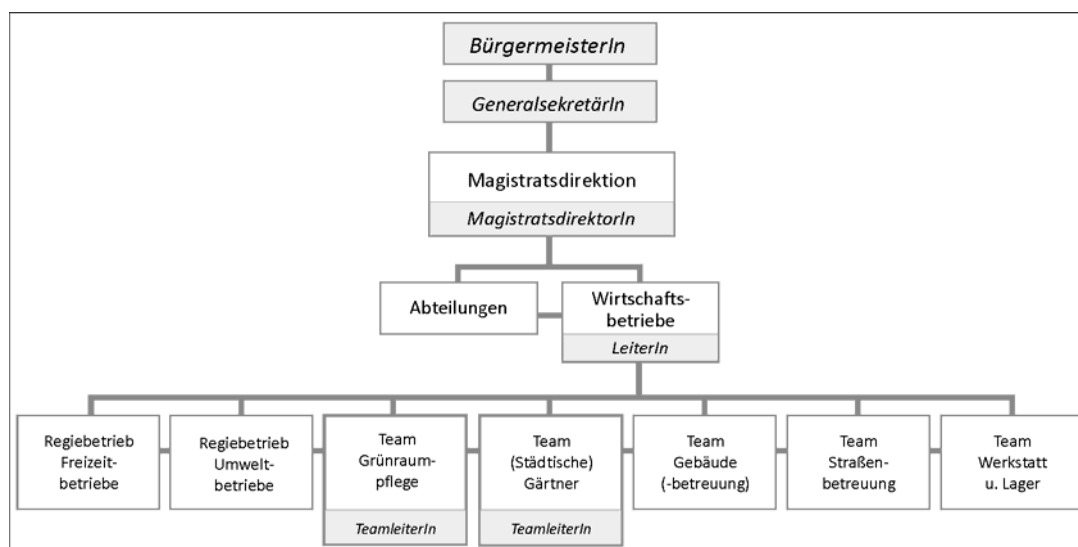 BürgermeisterIn
GeneralsekretärIn
Magistratsdirektion
MagistratsdirektorIn
Abteilungen
Wirtschafts-
betriebe
LeiterIn
Regiebetrieb
Freizeit-
betriebe
Regiebetrieb
Umwelt-
betriebe
Team
Grünraum-
pflege
TeamleiterIn
Team
(Städtische)
Gärtner
TeamleiterIn
Team
Gebäude
(-betreuung)
Team
Straßen-
betreuung
Team
Werkstatt
u. Lager